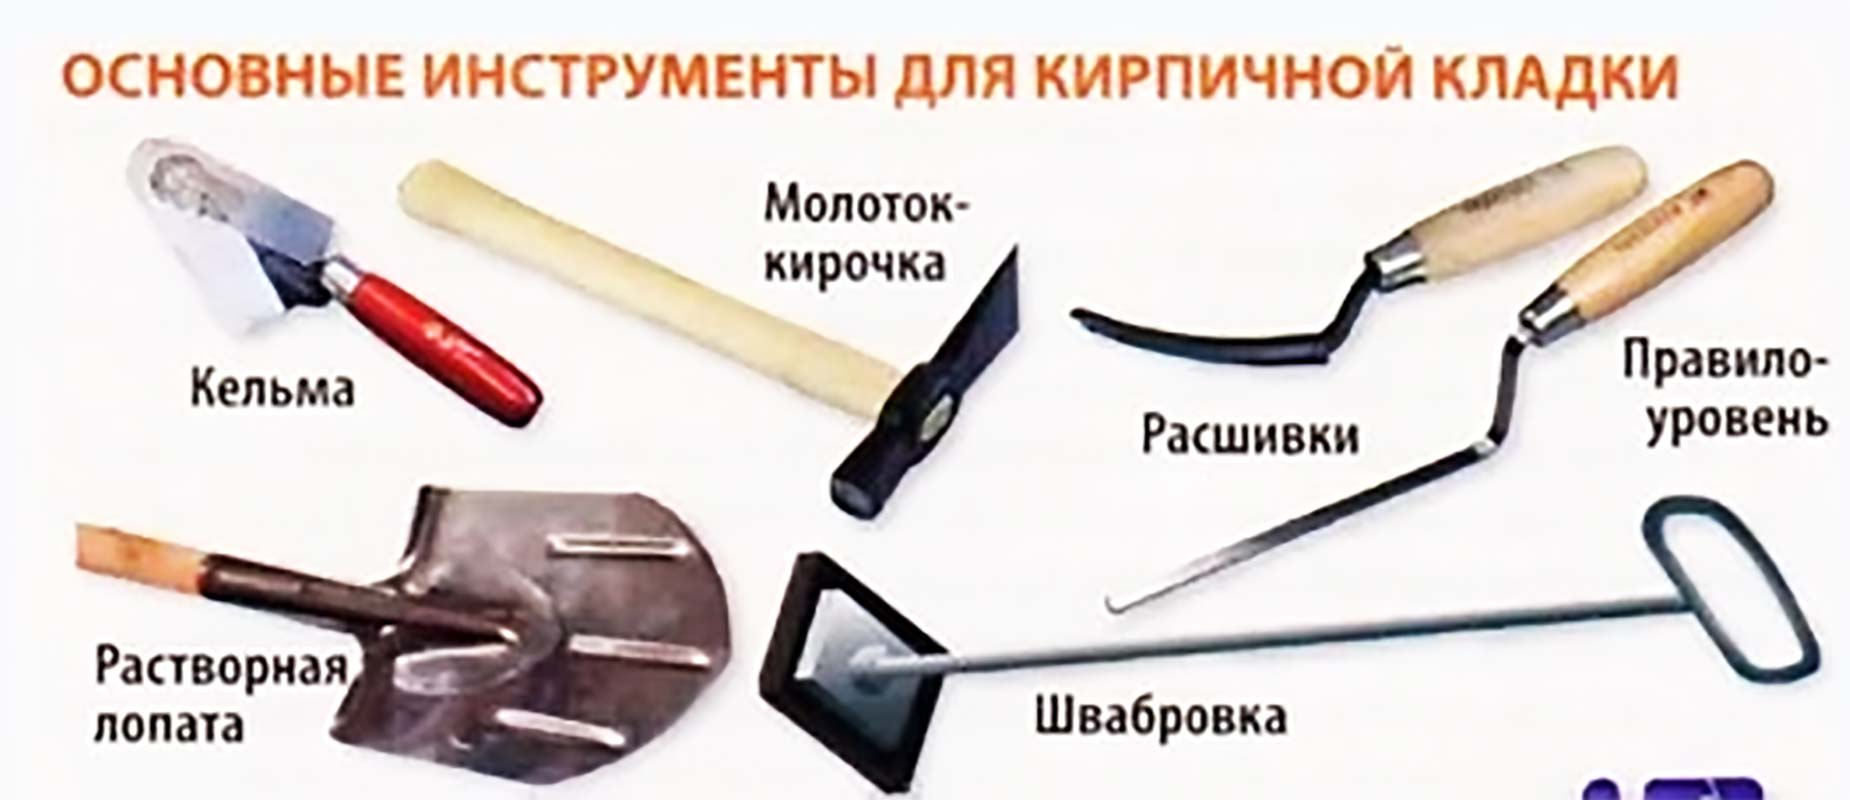 ОСНОВНЫЕ ИНСТРУМЕНТЫ ДЛЯ КИРПИЧНОЙ КЛАДКИ
Кельма
Молоток-
кирочка
Расшивки
Правило-
уровень
Растворная
лопата
Швабровка